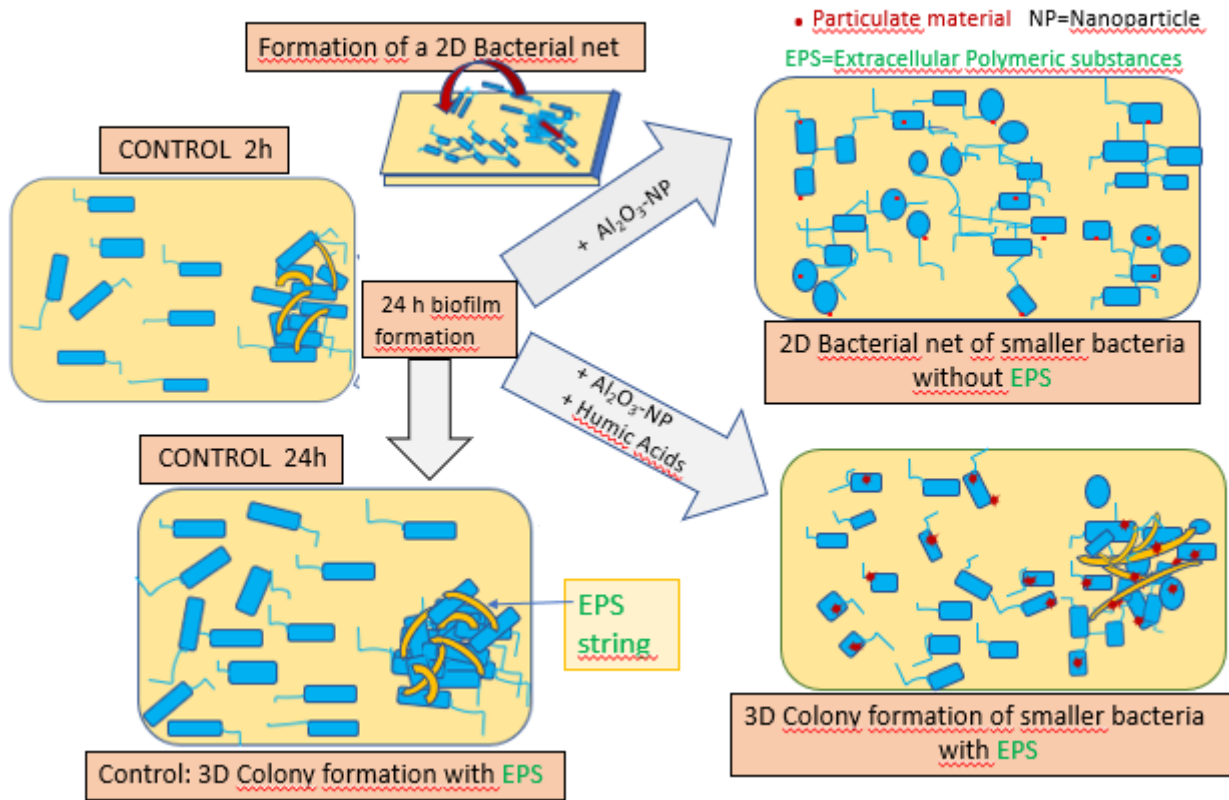 Formation of a 2D Bacterial net
• Particulate material NP=Nanoparticle
EPS=Extracellular Polymeric substances
CONTROL 2h
+ Al₂O₃-NP
24 h biofilm
formation
2D Bacterial net of smaller bacteria
without EPS
+ Al₂O₃-NP
+ Humic Acids
CONTROL 24h
EPS
string
Control: 3D Colony formation with EPS
3D Colony formation of smaller bacteria
with EPS